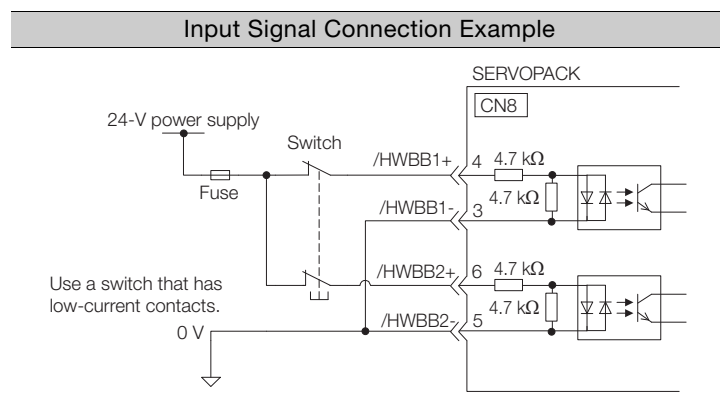 Input Signal Connection Example
SERVOPACK
CN8
24-V power supply
Switch
Fuse
/HWBB1+ 4 4.7 kΩ
4.7 kΩ
/HWBB1- 3
/HWBB2+ 6 4.7 kΩ
4.7 kΩ
/HWBB2- 5
Use a switch that has
low-current contacts.
0 V